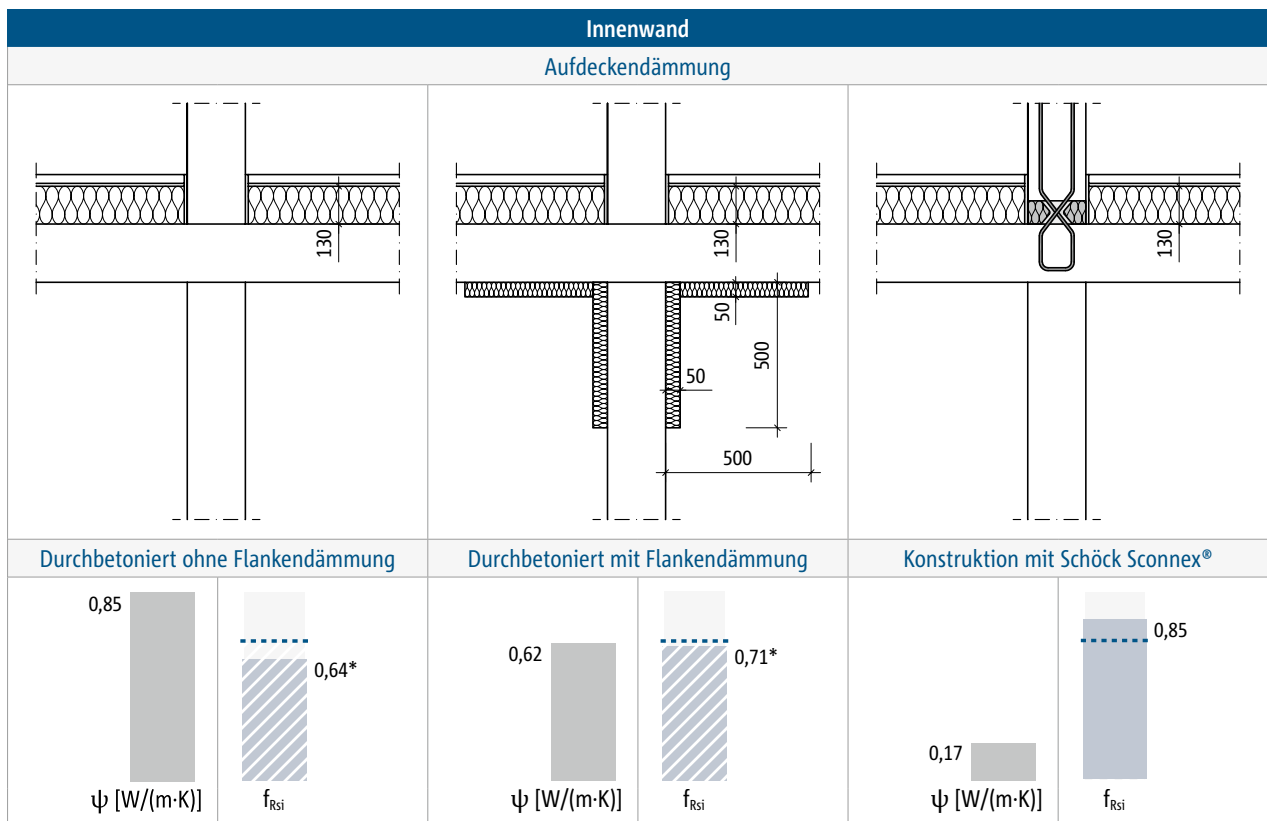 Innenwand
Aufdeckendämmung
130
130
50
500
50
500
130
Durchbetoniert ohne Flankendämmung
Durchbetoniert mit Flankendämmung
Konstruktion mit Schöck Sconnex®
0,85
0,64*
ψ [W/(m·K)]
fRsi
0,62
0,71*
ψ [W/(m·K)]
fRsi
0,17
0,85
ψ [W/(m·K)]
fRsi